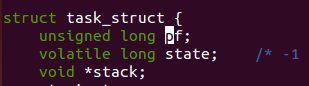 struct task_struct {
unsigned long pf;
volatile long state;    /* -1
void *stack;